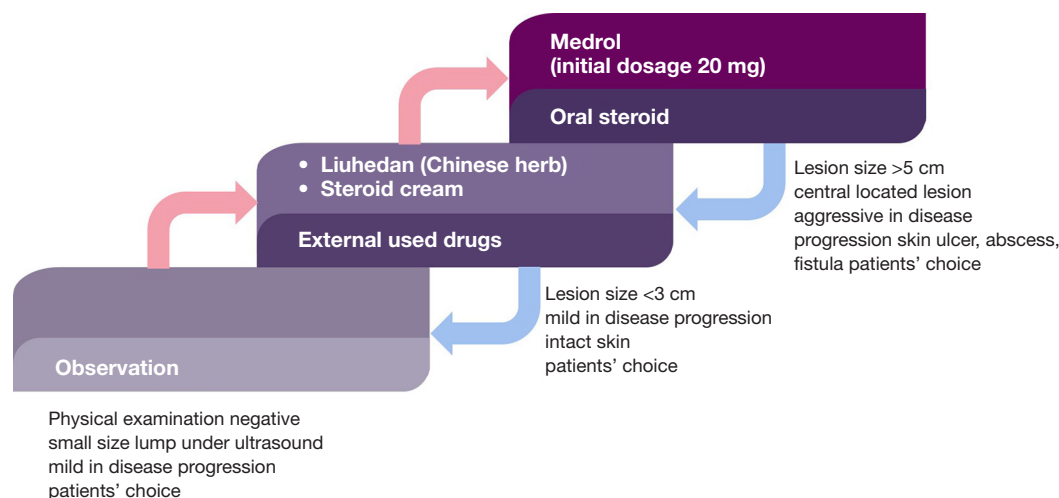 Medrol
(initial dosage 20 mg)
Oral steroid
• Liuhedan (Chinese herb)
• Steroid cream
External used drugs
Lesion size >5 cm
central located lesion
aggressive in disease
progression skin ulcer, abscess,
fistula patients’ choice
Observation
Lesion size <3 cm
mild in disease progression
intact skin
patients’ choice
Physical examination negative
small size lump under ultrasound
mild in disease progression
patients’ choice